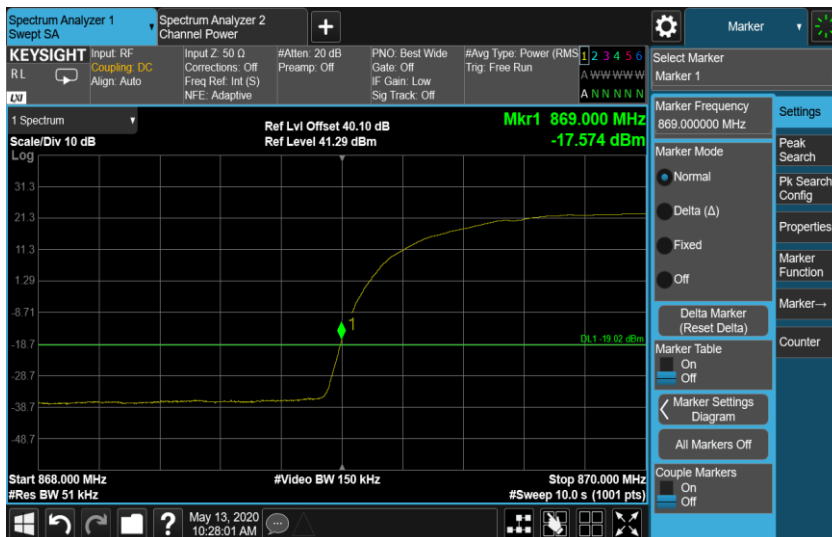 Spectrum Analyzer 1
Swept SA
Spectrum Analyzer 2
Channel Power
Marker
KEYSIGHT
R L
LXI
Input: RF
Coupling: DC
Align: Auto
Input Z: 50 Ω
Corrections: Off
Freq Ref: Int (S)
NFE: Adaptive
#Atten: 20 dB
Preamp: Off
PNO: Best Wide
Gate: Off
IF Gain: Low
Sig Track: Off
#Avg Type: Power (RMS
Trig: Free Run
1 2 3 4 5 6
A W W W W W
A N N N N N
Select Marker
Marker 1
1 Spectrum
Scale/Div 10 dB
Log
Ref Lvl Offset 40.10 dB
Ref Level 41.29 dBm
Mkr1 869.000 MHz
-17.574 dBm
31.3
21.3
11.3
1.29
-8.71
-18.7
-28.7
-38.7
-48.7
1
DL1 -19.02 dBm
Start 868.000 MHz
#Res BW 51 kHz
#Video BW 150 kHz
Stop 870.000 MHz
#Sweep 10.0 s (1001 pts)
Marker Frequency
869.000000 MHz
Marker Mode
Normal
Delta (Δ)
Fixed
Off
Delta Marker
(Reset Delta)
Marker Table
On
Off
Marker Settings
Diagram
All Markers Off
Couple Markers
On
Off
Settings
Peak
Search
Pk Search
Config
Properties
Marker
Function
Marker→
Counter
?
May 13, 2020
10:28:01 AM